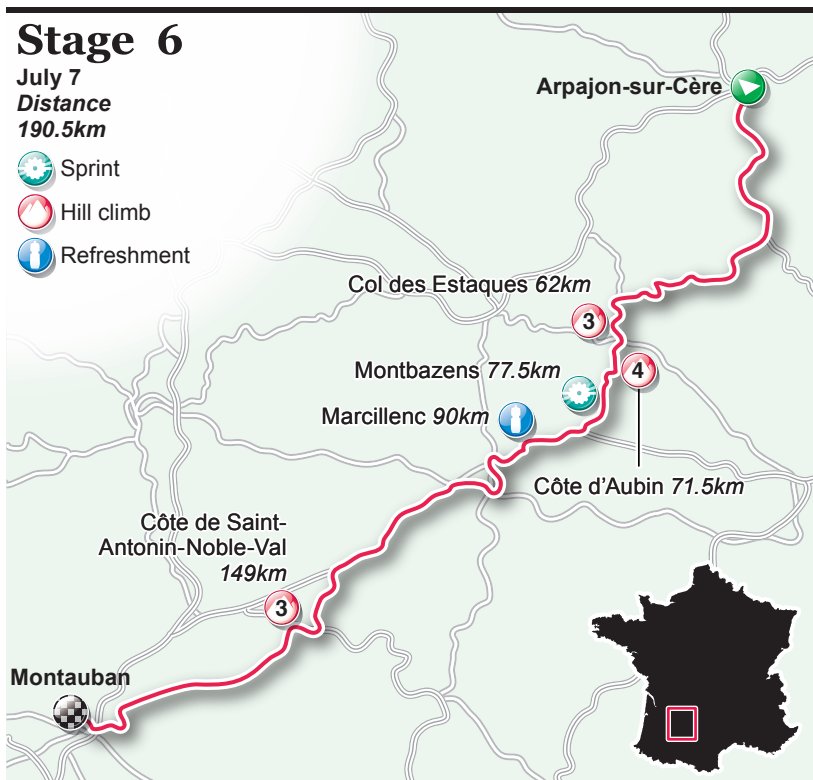 Stage 6
July 7
Distance
190.5km
Sprint
Hill climb
Refreshment
Arpajon-sur-Cère
Col des Estaques 62km
3
4
Montbazens 77.5km
Marcillenc 90km
Côte d’Aubin 71.5km
Côte de Saint-
Antonin-Noble-Val
149km
3
Montauban